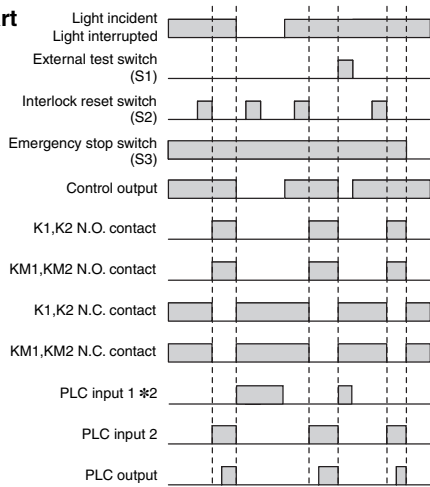 Light incident
Light interrupted
External test switch
(S1)
Interlock reset switch
(S2)
Emergency stop switch
(S3)
Control output
K1,K2 N.O. contact
KM1,KM2 N.O. contact
K1,K2 N.C. contact
KM1,KM2 N.C. contact
PLC input 1 *2
PLC input 2
PLC output